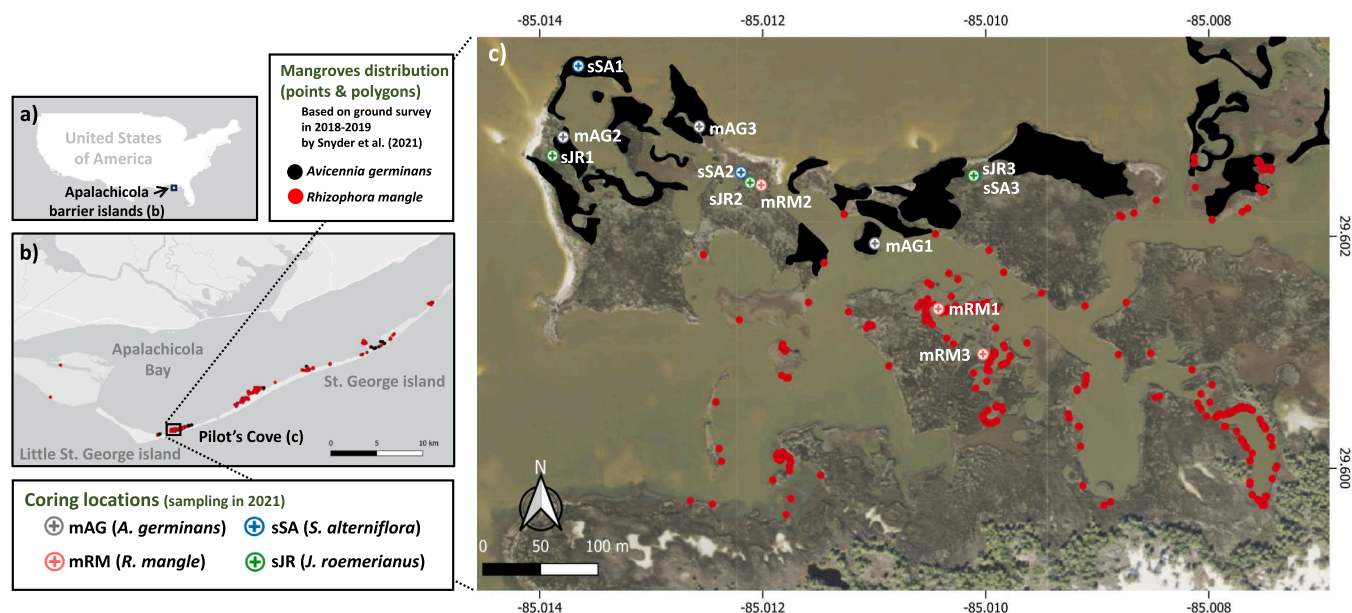 a)
United States
of America
Apalachicola
barrier islands (b)
Mangroves distribution
(points & polygons)
Based on ground survey
in 2018-2019
by Snyder et al. (2021)
Avicennia germinans
Rhizophora mangle
b)
Apalachicola
Bay
St. George island
Pilot's Cove (c)
Little St. George island
0 5 10 km
Coring locations (sampling in 2021)
mAG (A. germinans)
sSA (S. alterniflora)
mRM (R. mangle)
sJR (J. roemerianus)
-85.014 -85.012 -85.010 -85.008
c)
sSA1
mAG2
mAG3
sJR1
sSA2
sJR2
mRM2
sJR3
sSA3
mAG1
mRM1
mRM3
29.602
29.600
N
0 50 100 m
-85.014 -85.012 -85.010 -85.008